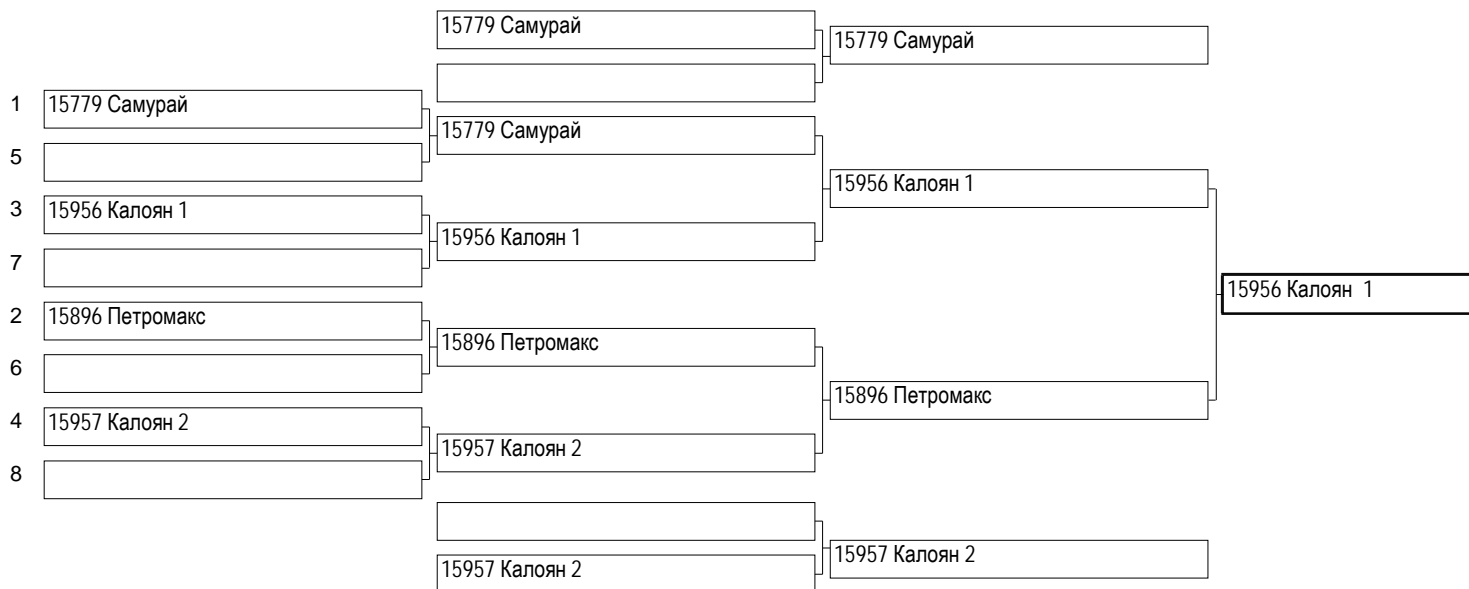 15779 Самурай
15779 Самурай
1 15779 Самурай
15779 Самурай
5
15956 Калоян 1
3 15956 Калоян 1
15956 Калоян 1
7
15956 Калоян  1
2 15896 Петромакс
15896 Петромакс
6
15896 Петромакс
4 15957 Калоян 2
15957 Калоян 2
8
15957 Калоян 2
15957 Калоян 2